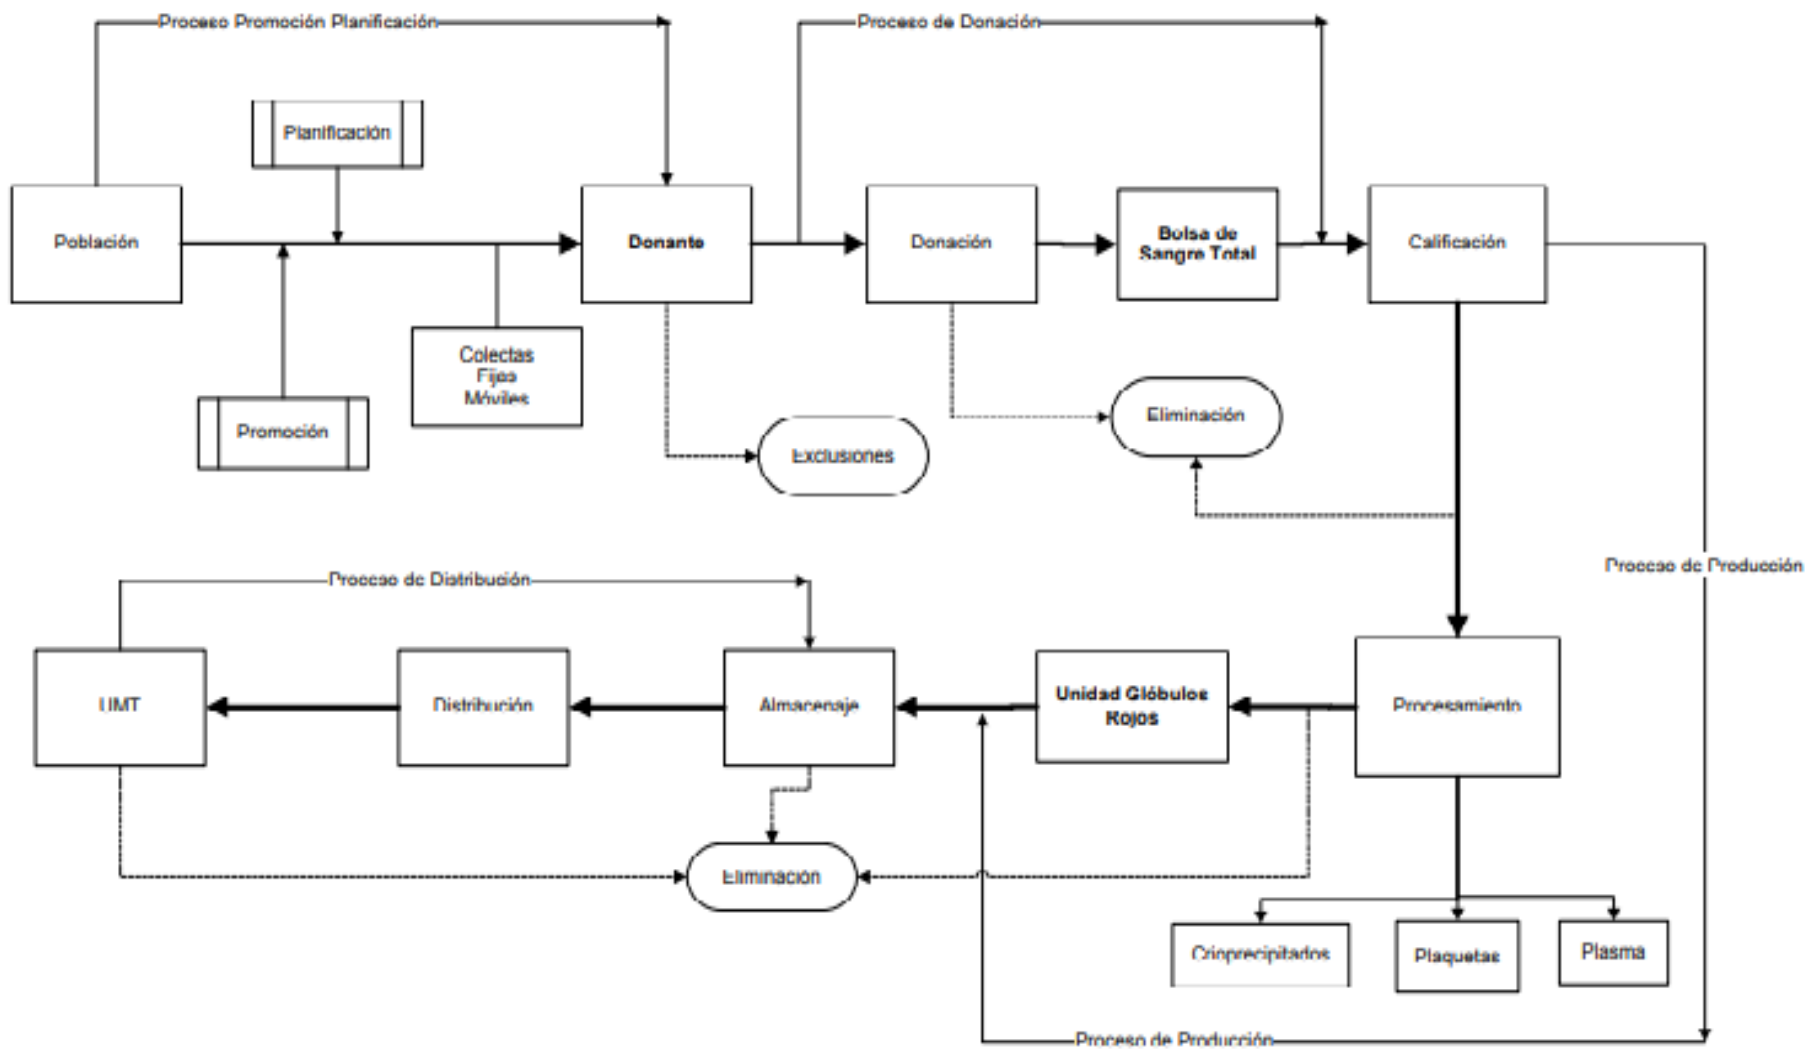 Proceso Promoción Planificación
Proceso de Donación
Planificación
Población
Donante
Donación
Bolsa de
Sangre Total
Calificación
Colectas
Fijas
Móviles
Promoción
Exclusiones
Eliminación
Proceso de Producción
Proceso de Distribución
UMT
Distribución
Almacenaje
Unidad Glóbulos
Rojos
Procesamiento
Eliminación
Crioprecipitados
Plaquetas
Plasma
Proceso de Producción